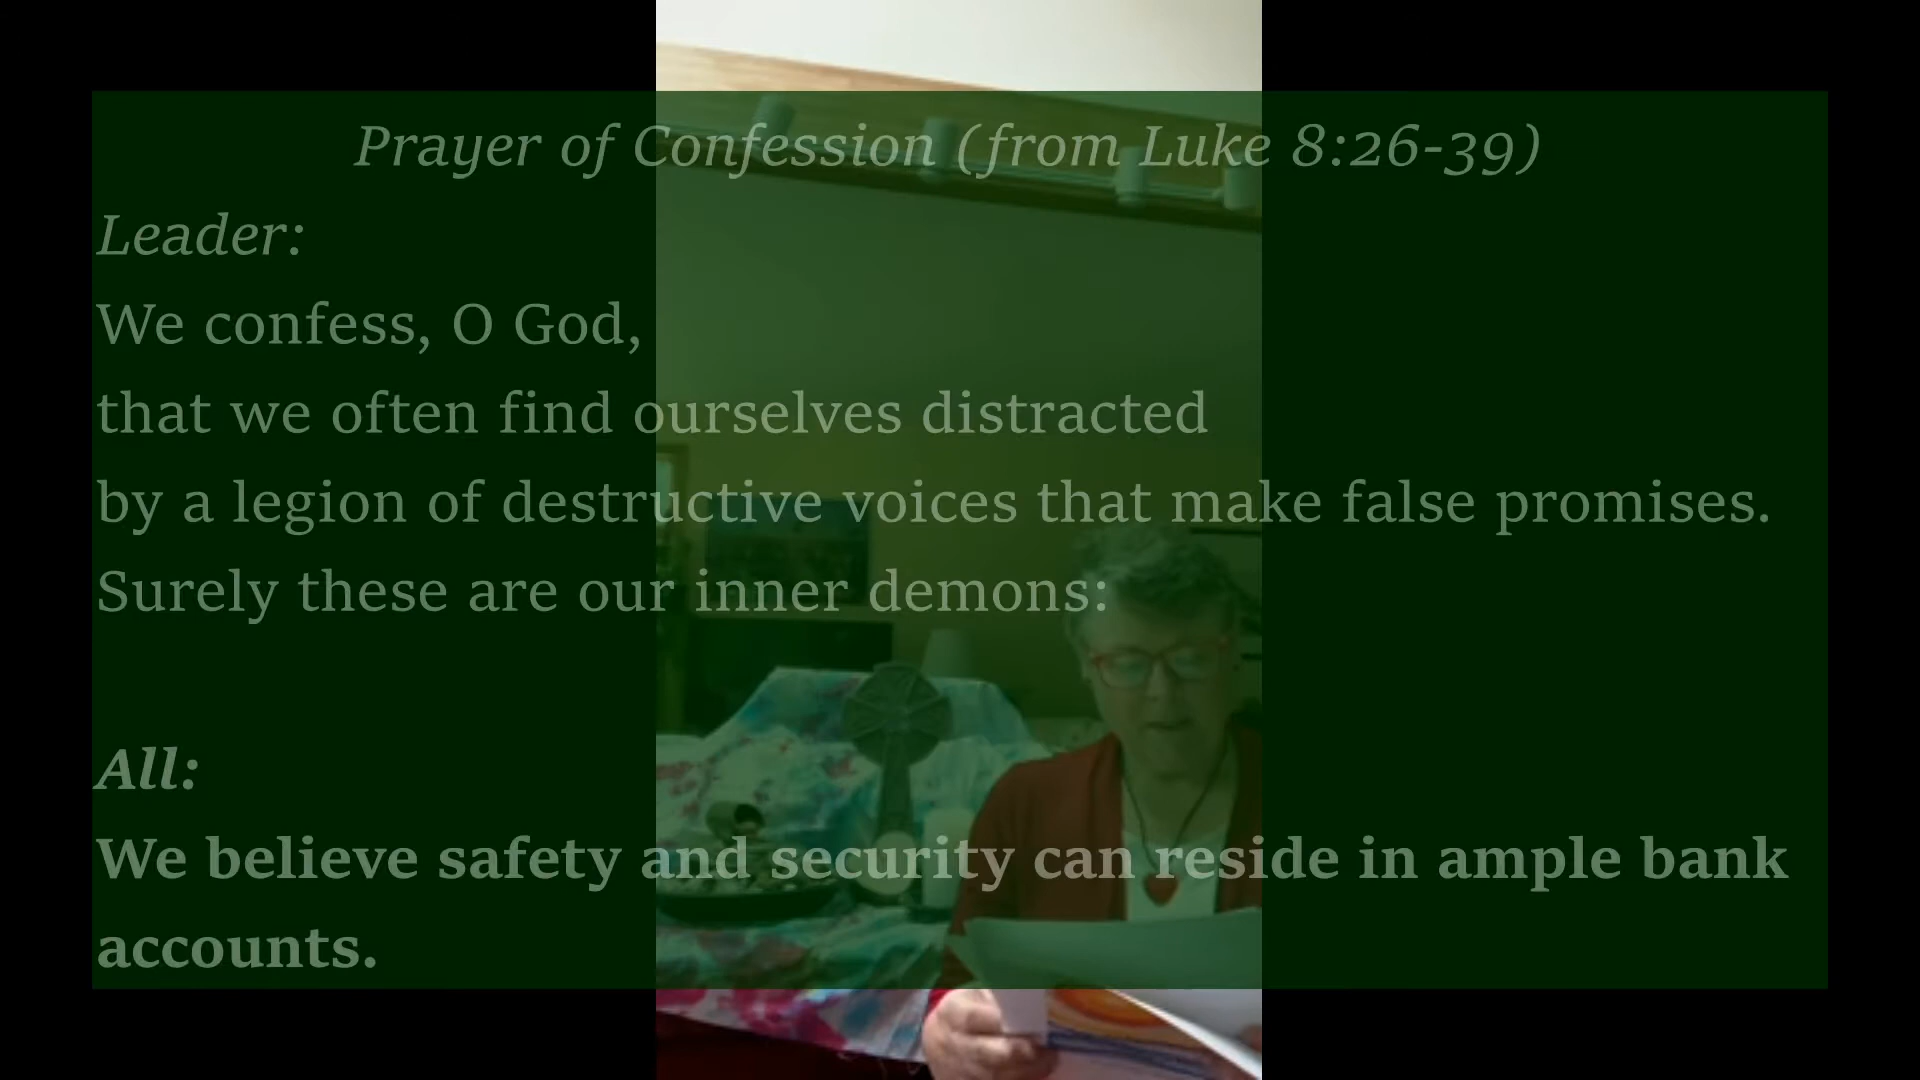 Prayer of Confession (from Luke 8:26-39)
Leader:
We confess, O God,
that we often find ourselves distracted
by a legion of destructive voices that make false promises.
Surely these are our inner demons:
All:
We believe safety and security can reside in ample bank
accounts.